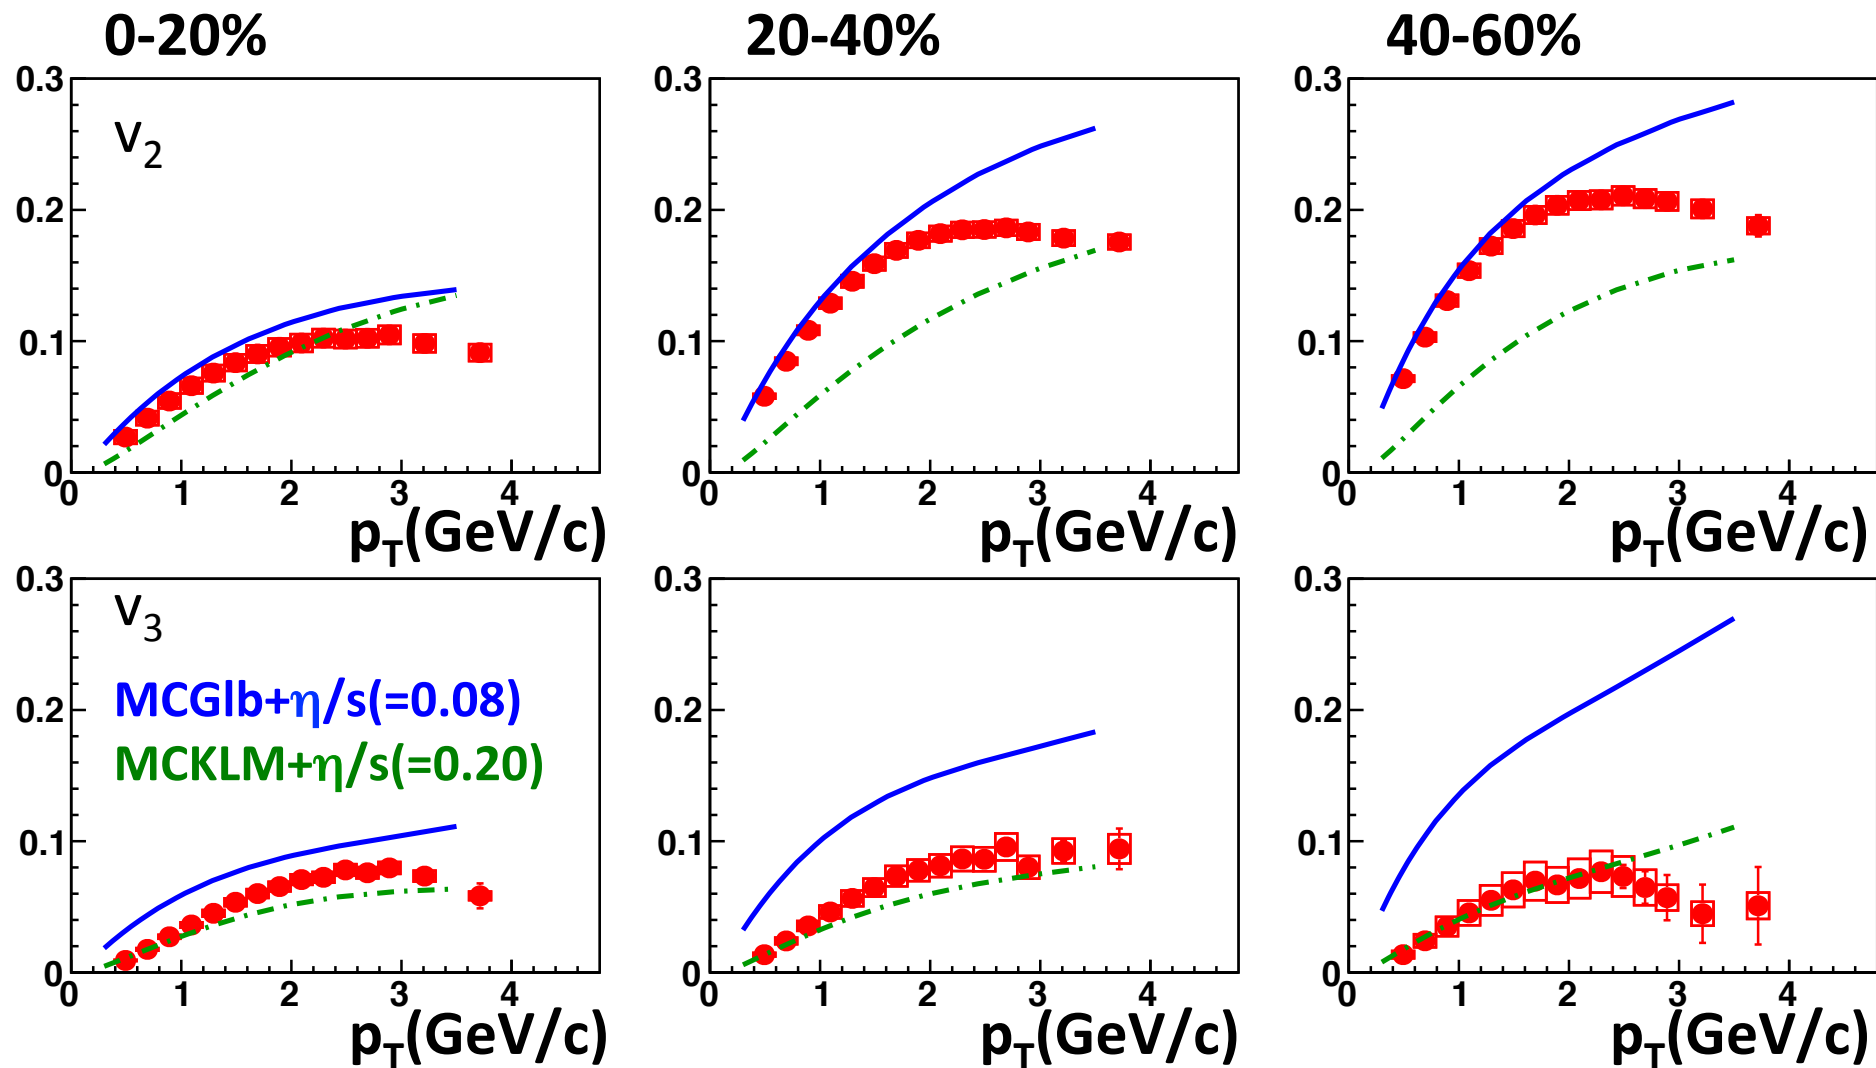 0-20% 20-40% 40-60%
0.3 0.3 0.3
v2
0.2 0.2 0.2
0.1 0.1 0.1
0 0 0
0 1 2 3 4 0 1 2 3 4 0 1 2 3 4
pT(GeV/c) pT(GeV/c) pT(GeV/c)
0.3 0.3 0.3
v3
MCGlb+η/s(=0.08)
0.2 0.2 0.2
MCKLM+η/s(=0.20)
0.1 0.1 0.1
0 0 0
0 1 2 3 4 0 1 2 3 4 0 1 2 3 4
pT(GeV/c) pT(GeV/c) pT(GeV/c)